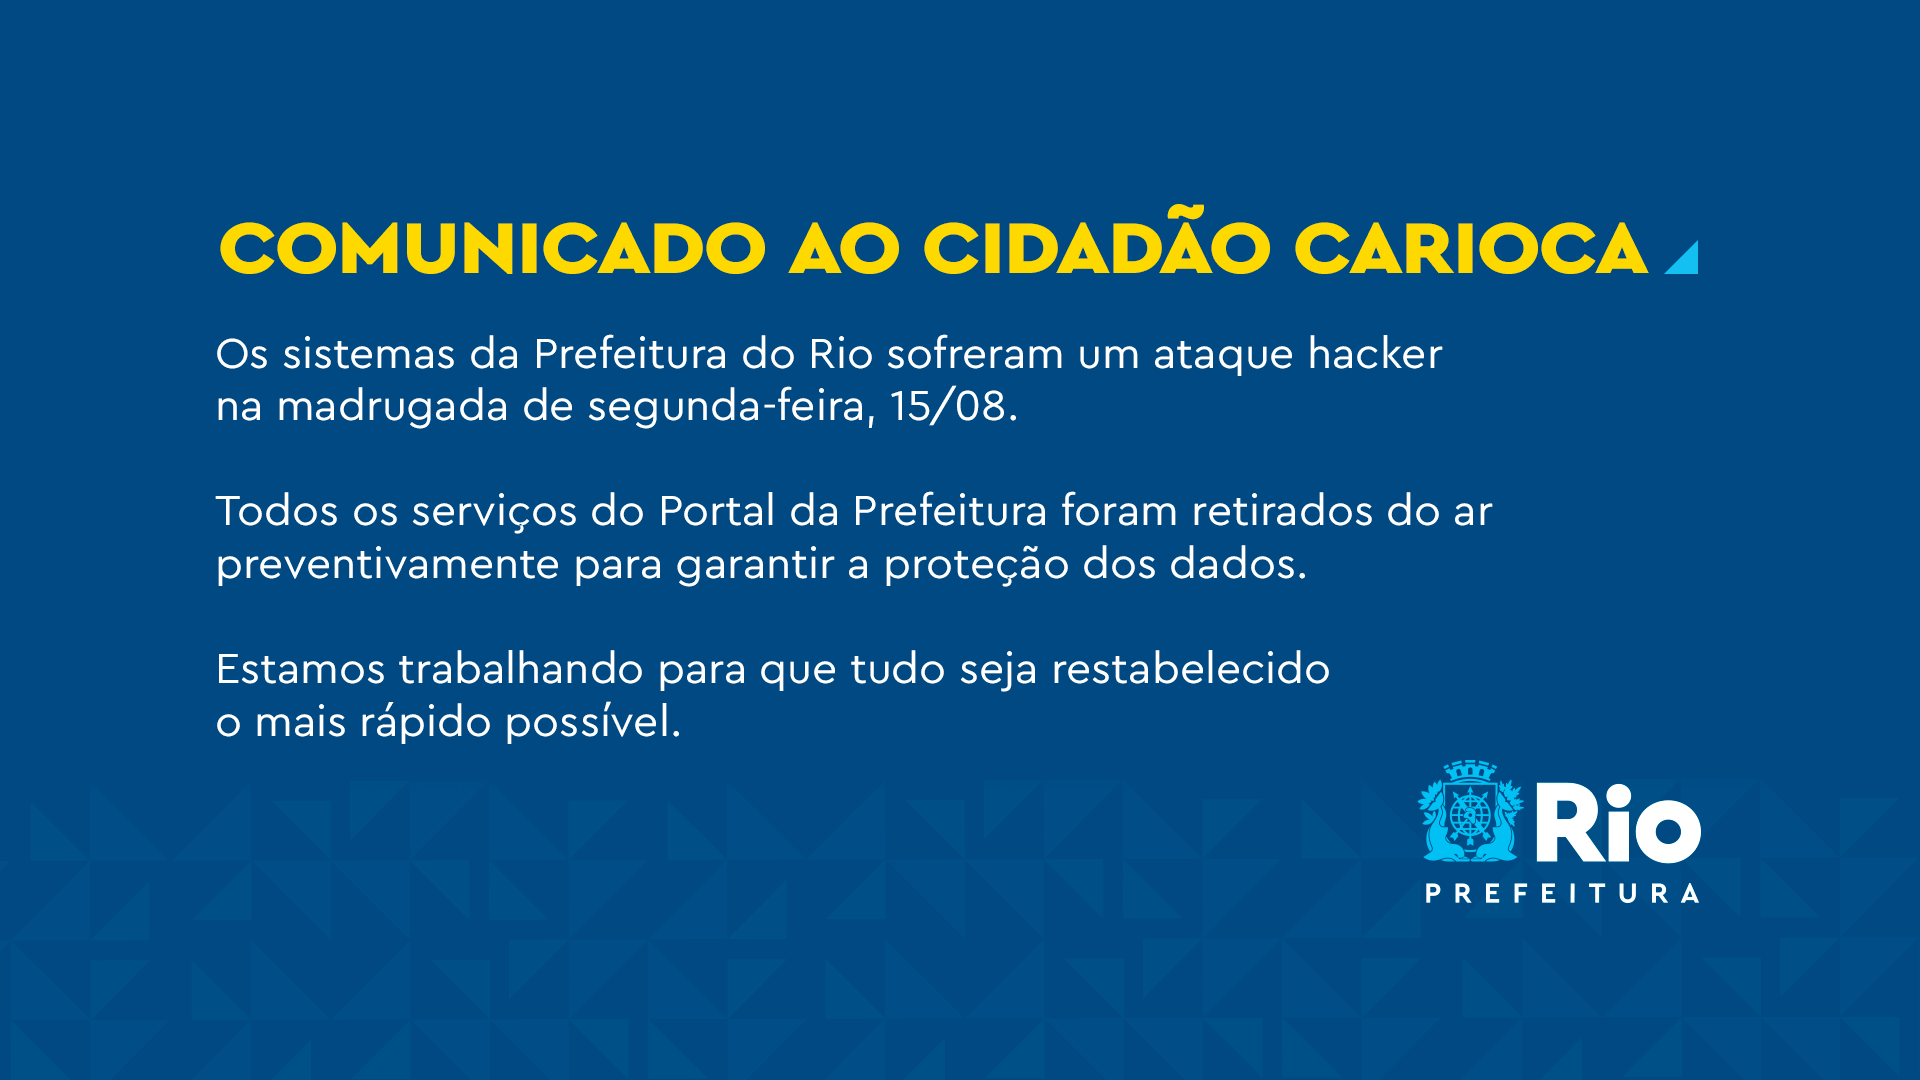 COMUNICADO AO CIDADÃO CARIOCA
Os sistemas da Prefeitura do Rio sofreram um ataque hacker
na madrugada de segunda-feira, 15/08.
Todos os serviços do Portal da Prefeitura foram retirados do ar
preventivamente para garantir a proteção dos dados.
Estamos trabalhando para que tudo seja restabelecido
o mais rápido possível.
Rio
PREFEITURA